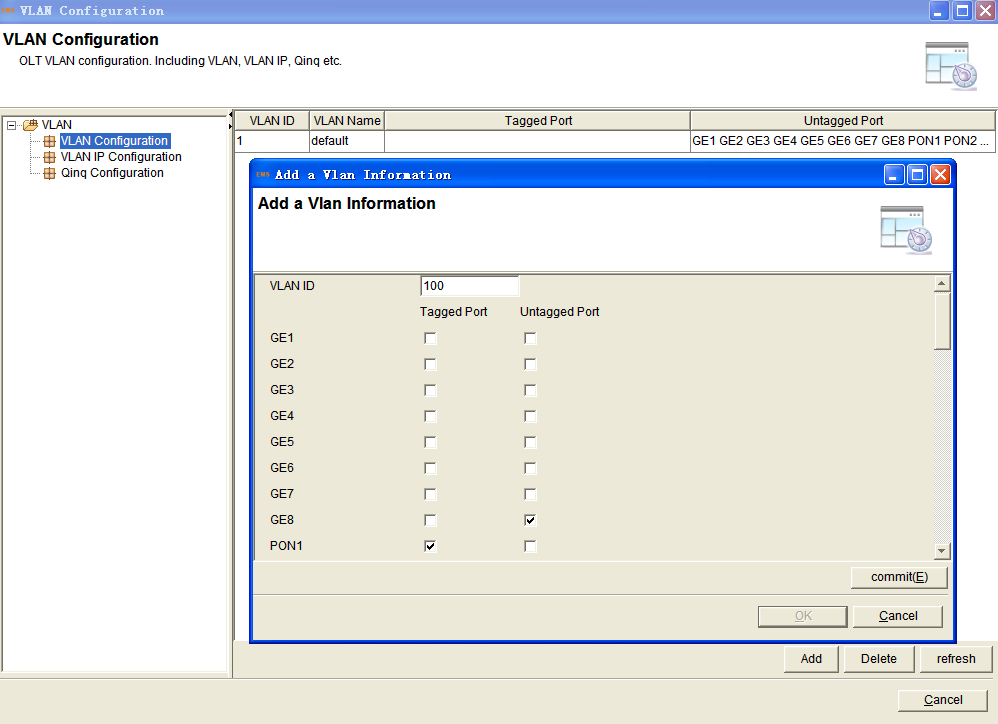 VLAN Configuration
VLAN Configuration
OLT VLAN configuration. Including VLAN, VLAN IP, Qinq etc.
VLAN
VLAN Configuration
VLAN IP Configuration
Qinq Configuration
VLAN ID VLAN Name Tagged Port Untagged Port
1 default GE1 GE2 GE3 GE4 GE5 GE6 GE7 GE8 PON1 PON2 ...
EMS Add a Vlan Information
Add a Vlan Information
VLAN ID 100
Tagged Port Untagged Port
GE1
GE2
GE3
GE4
GE5
GE6
GE7
GE8
PON1
commit(E)
OK Cancel
Add Delete refresh
Cancel